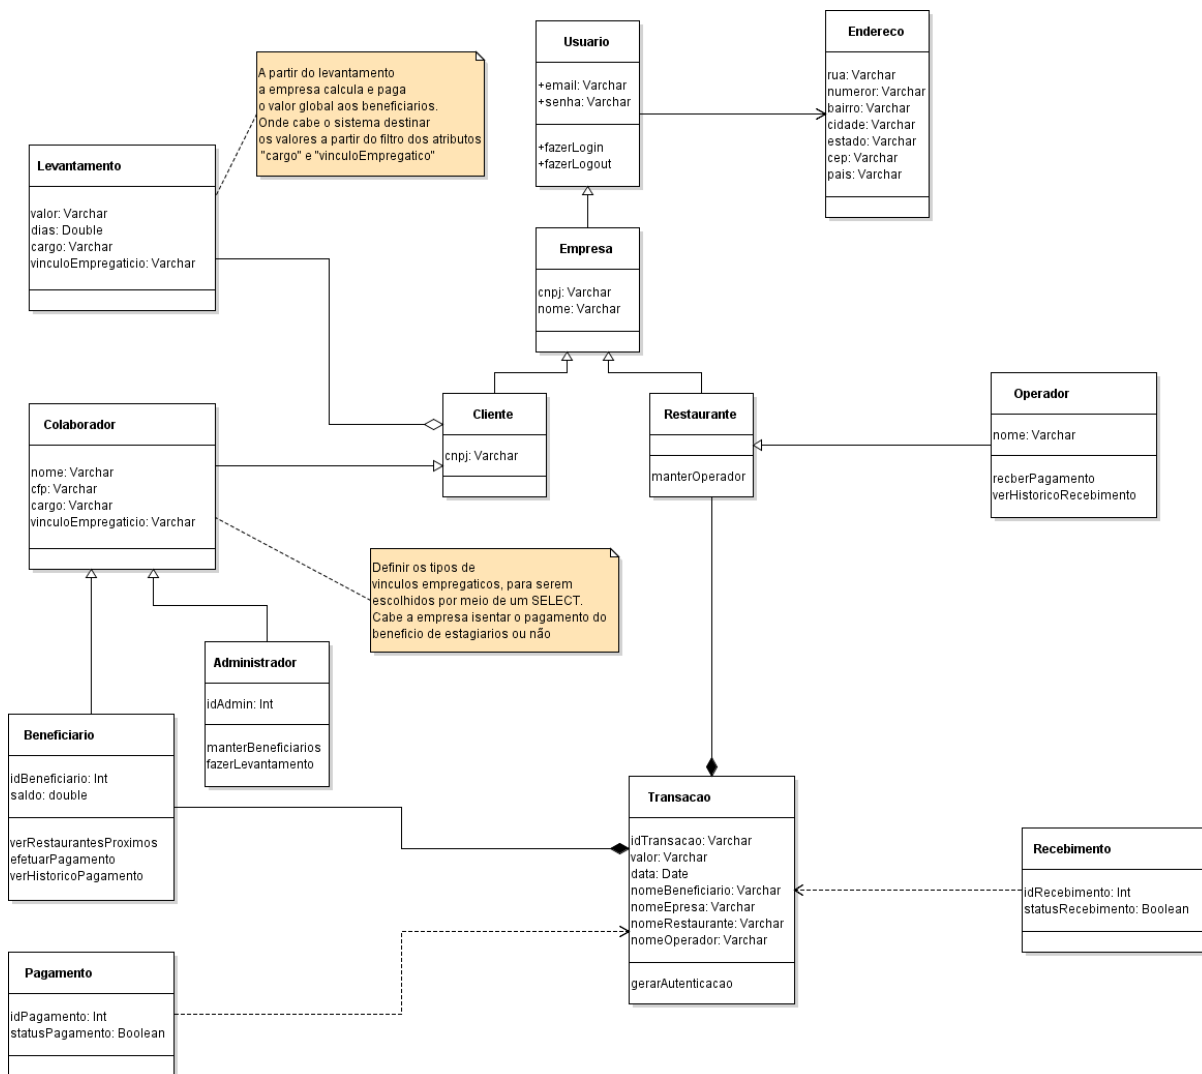 Usuario
+email: Varchar
+senha: Varchar
+fazerLogin
+fazerLogout
Endereco
rua: Varchar
numeror: Varchar
bairro: Varchar
cidade: Varchar
estado: Varchar
cep: Varchar
pais: Varchar
A partir do levantamento
a empresa calcula e paga
o valor global aos beneficiarios.
Onde cabe o sistema destinar
os valores a partir do filtro dos atributos
"cargo" e "vinculoEmpregatico"
Levantamento
valor: Varchar
dias: Double
cargo: Varchar
vinculoEmpregaticio: Varchar
Empresa
cnpj: Varchar
nome: Varchar
Cliente
cnpj: Varchar
Restaurante
manterOperador
Operador
nome: Varchar
recberPagamento
verHistoricoRecebimento
Colaborador
nome: Varchar
cfp: Varchar
cargo: Varchar
vinculoEmpregaticio: Varchar
Definir os tipos de
vinculos empregáticos, para serem
escolhidos por meio de um SELECT.
Cabe a empresa isentar o pagamento do
beneficio de estagiarios ou não
Administrador
idAdmin: Int
manterBeneficiarios
fazerLevantamento
Beneficiario
idBeneficiario: Int
saldo: double
verRestaurantesProximos
efetuarPagamento
verHistoricoPagamento
Transacao
idTransacao: Varchar
valor: Varchar
data: Date
nomeBeneficiario: Varchar
nomeEpresa: Varchar
nomeRestaurante: Varchar
nomeOperador: Varchar
gerarAutenticacao
Recebimento
idRecebimento: Int
statusRecebimento: Boolean
Pagamento
idPagamento: Int
statusPagamento: Boolean